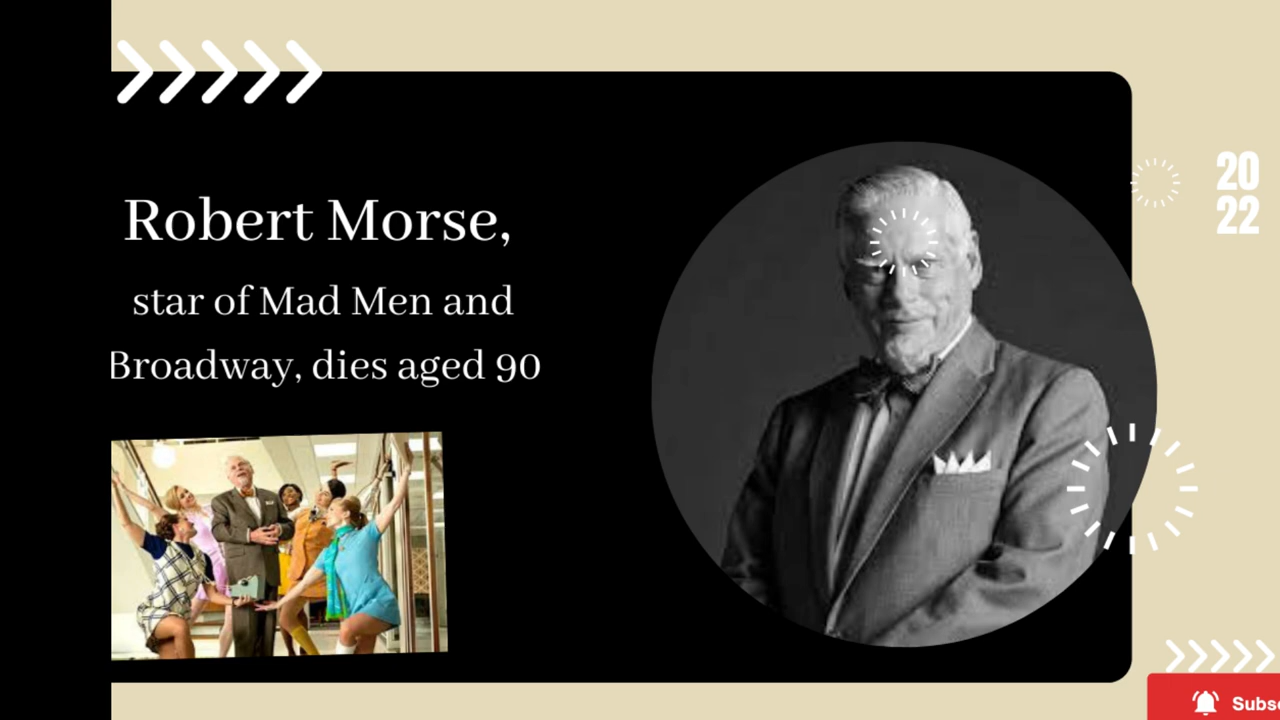 Robert Morse,
star of Mad Men and
Broadway, dies aged 90
20
22